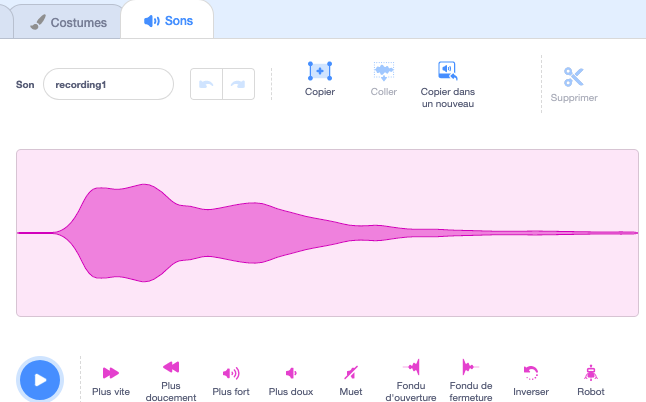 Costumes
Sons
Son
recording1
Copier
Coller
Copier dans
un nouveau
Supprimer
Plus vite
Plus
doucement
Plus fort
Plus doux
Muet
Fondu
d'ouverture
Fondu de
fermeture
Inverser
Robot